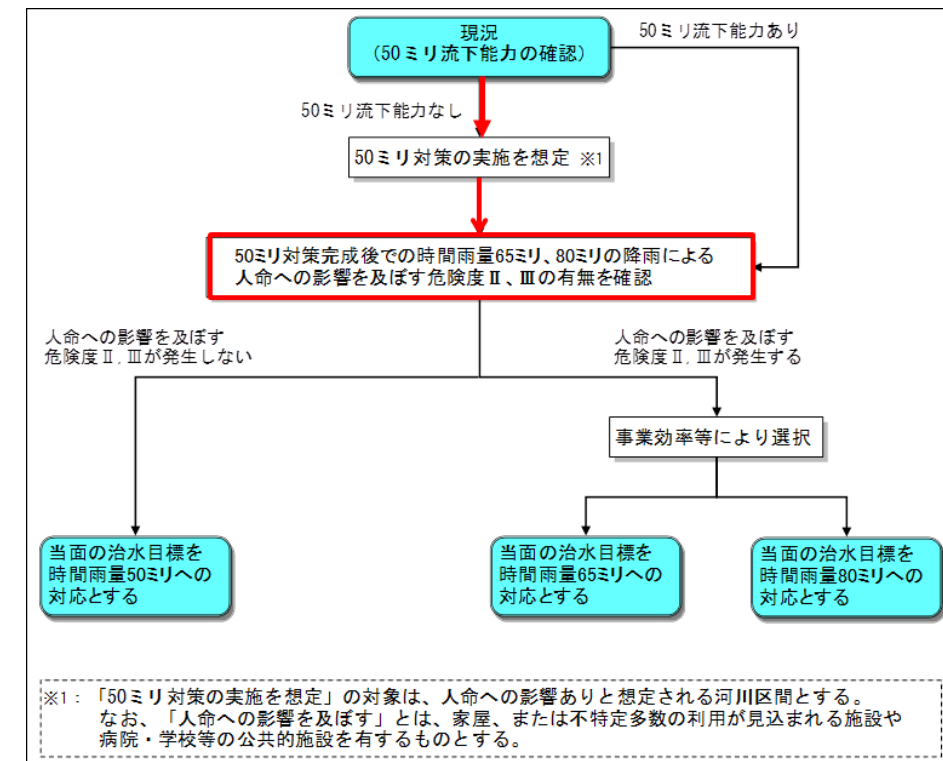 現況
(50ミリ流下能力の確認)
50ミリ流下能力あり
50ミリ流下能力なし
50ミリ対策の実施を想定 ※1
50ミリ対策完成後での時間雨量65ミリ、80ミリの降雨による
人命への影響を及ぼす危険度Ⅱ、Ⅲの有無を確認
人命への影響を及ぼす
危険度Ⅱ,Ⅲが発生しない
人命への影響を及ぼす
危険度Ⅱ,Ⅲが発生する
事業効率等により選択
当面の治水目標を
時間雨量50ミリへの
対応とする
当面の治水目標を
時間雨量65ミリへの
対応とする
当面の治水目標を
時間雨量80ミリへの
対応とする
※1:「50ミリ対策の実施を想定」の対象は、人命への影響ありと想定される河川区間とする。
なお、「人命への影響を及ぼす」とは、家屋、または不特定多数の利用が見込まれる施設や
病院・学校等の公共的施設を有するものとする。